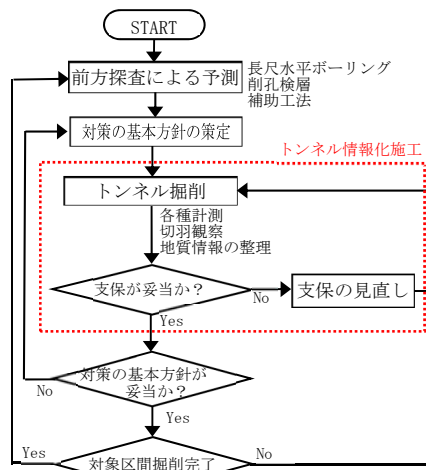 START
前方探査による予測
長尺水平ボーリング
削孔検層
補助工法
対策の基本方針の策定
トンネル情報化施工
トンネル掘削
各種計測
切羽観察
地質情報の整理
支保が妥当か？
No
支保の見直し
Yes
対策の基本方針が
妥当か？
No
Yes
Yes
対象区間掘削完了
No